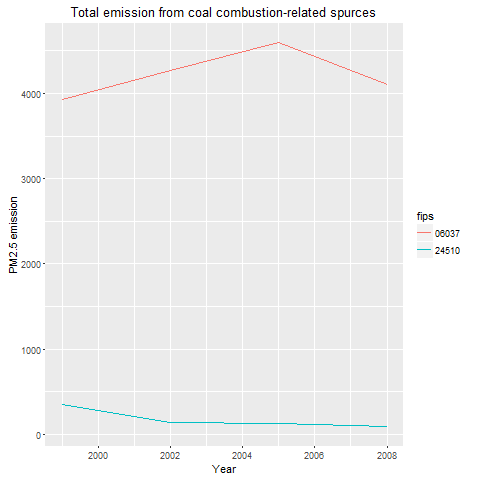 Total emission from coal combustion-related spurces
4000
3000
2000
1000
0
PM2.5 emission
2000 2002 2004 2006 2008
Year
fips
06037
24510